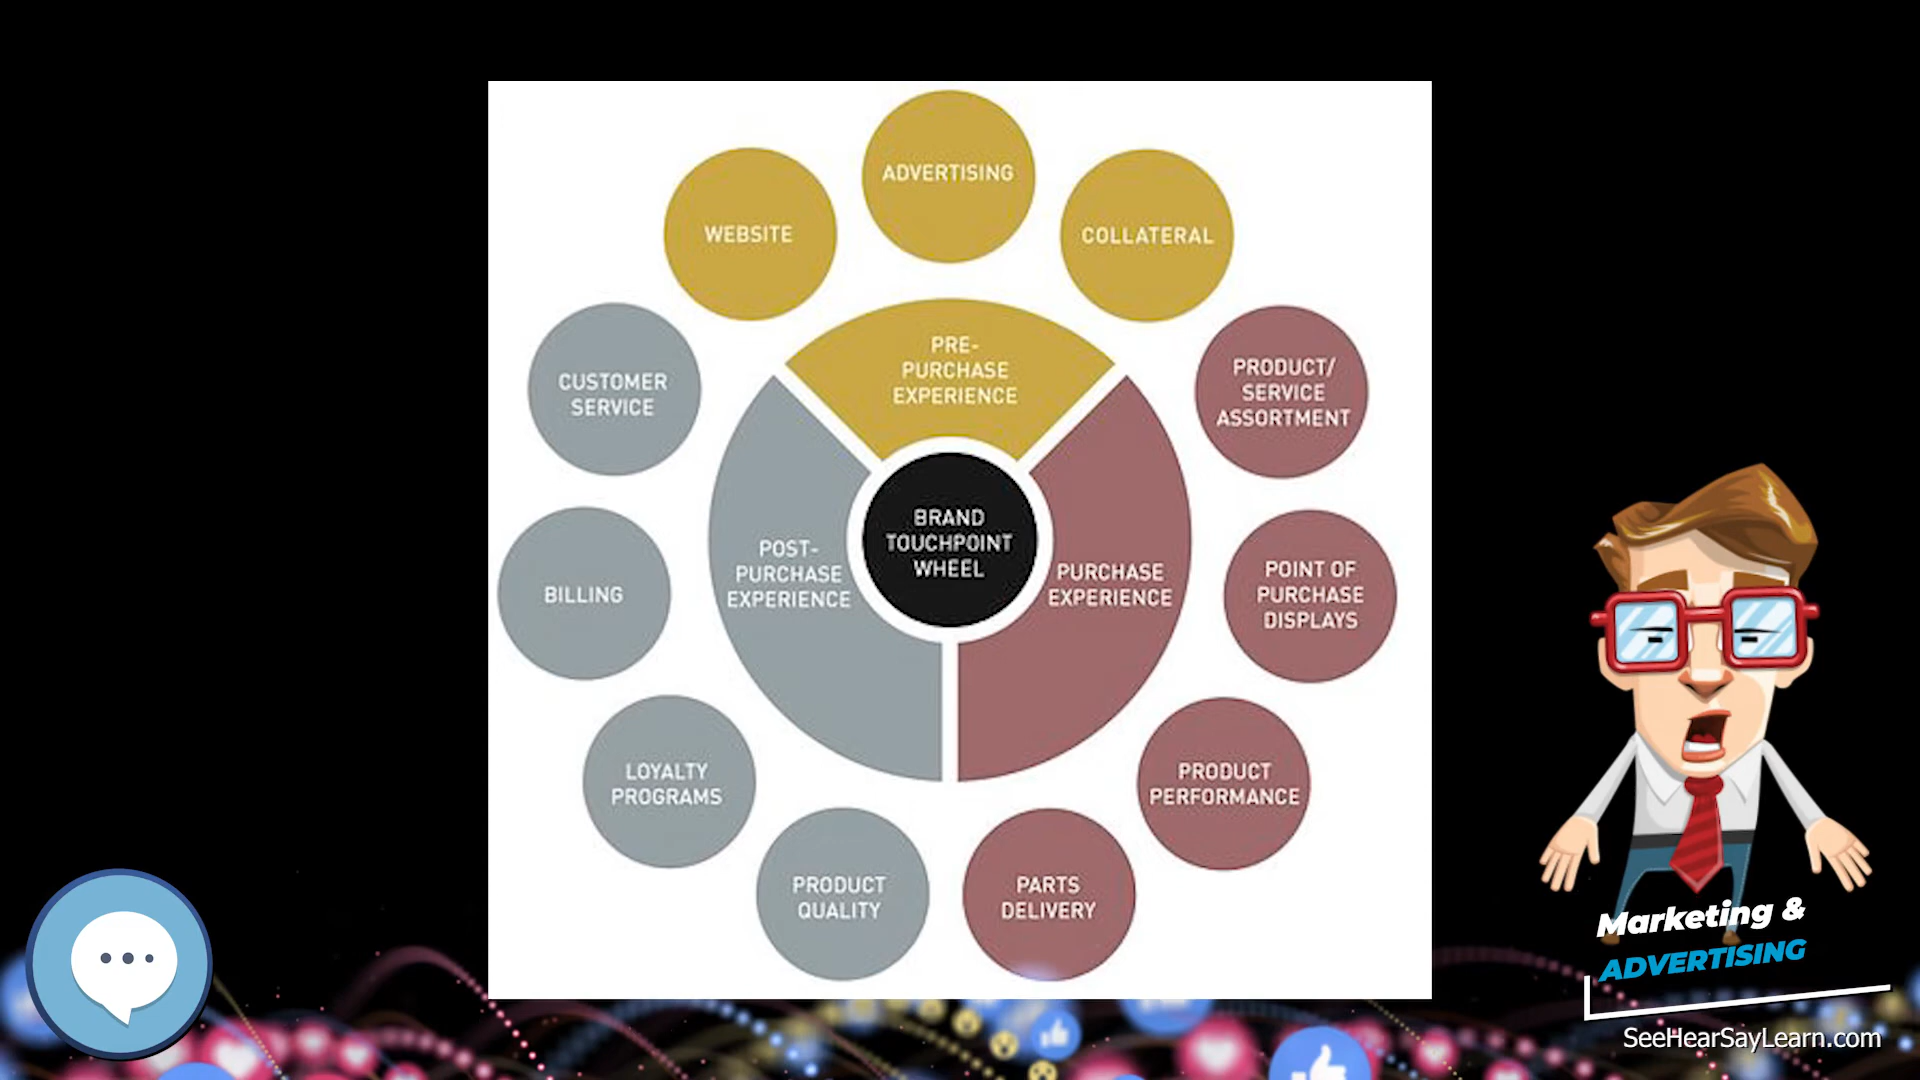 ADVERTISING
WEBSITE
COLLATERAL
PRE-
PURCHASE
EXPERIENCE
CUSTOMER
SERVICE
PRODUCT/
SERVICE
ASSORTMENT
BRAND
TOUCHPOINT
WHEEL
POST-
PURCHASE
EXPERIENCE
PURCHASE
EXPERIENCE
BILLING
POINT OF
PURCHASE
DISPLAYS
LOYALTY
PROGRAMS
PRODUCT
PERFORMANCE
PRODUCT
QUALITY
PARTS
DELIVERY
Marketing &
ADVERTISING
SeeHearSayLearn.com